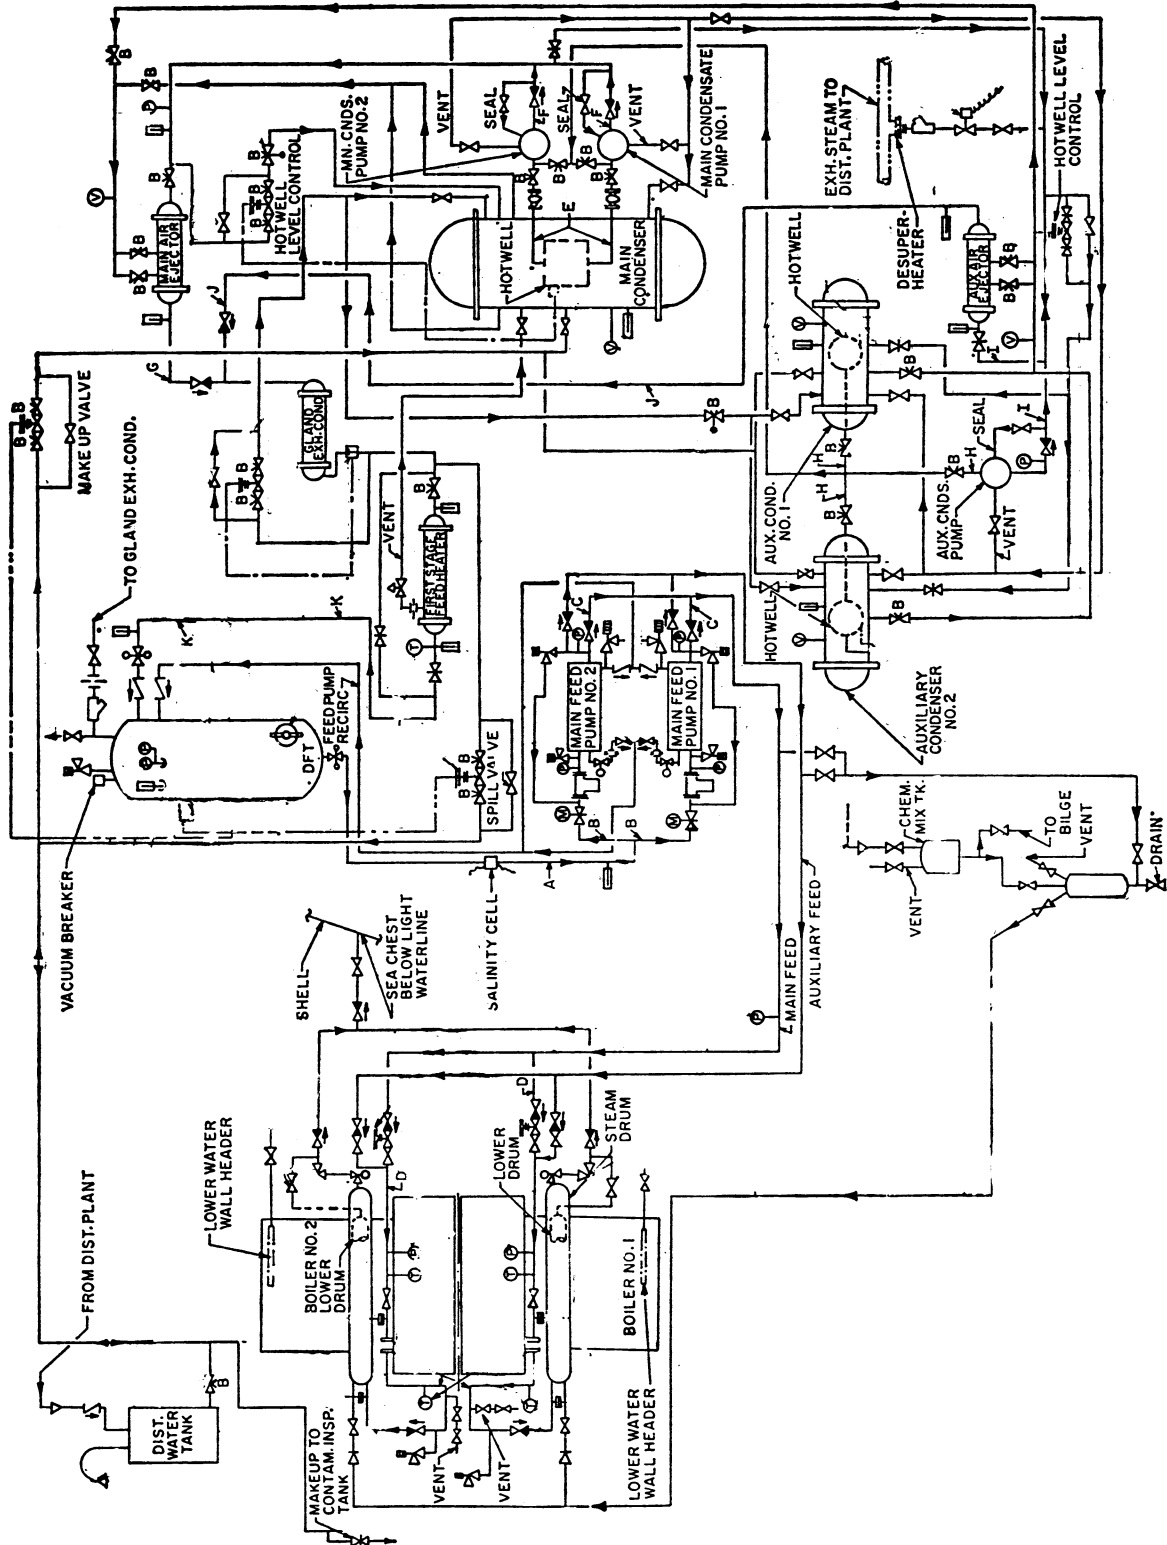 B
B
V
P
B
MAIN AIR
EJECTOR
B
B
B
B
B
B
HOTWELL
LEVEL CONTROL
MN. CNDS.
PUMP NO. 2
VENT
SEAL
SEAL
F
F
VENT
MAIN CONDENSATE
PUMP NO. 1
B
B
B
B
E
HOTWELL
MAIN
CONDENSER
V
J
G
J
GLAND
EXH. COND
B
B
MAKE UP VALVE
B
B
TO GLAND EXH. COND.
K
K
VENT
FIRST STAGE
FEED HEATER
T
B
DFT
FEED PUMP
RECIRC
VACUUM BREAKER
B
B
SPILL VALVE
SALINITY CELL
A
B
B
M
M
MAIN FEED
PUMP NO. 2
MAIN FEED
PUMP NO. 1
C
C
P
P
P
P
EXH. STEAM TO
DIST. PLANT
DESUPER-
HEATER
HOTWELL LEVEL
CONTROL
HOTWELL
AUX AIR
EJECTOR
B
B
V
I
I
V
B
B
B
H
H
H
B
B
SEAL
P
AUX. COND.
NO. 1
AUX. CNDS.
PUMP
VENT
HOTWELL
V
B
AUXILIARY
CONDENSER
NO. 2
CHEM.
MIX TK.
VENT
TO
BILGE
VENT
DRAIN
MAIN FEED
AUXILIARY FEED
P
SHELL
SEA CHEST
BELOW LIGHT
WATERLINE
D
D
LOWER
DRUM
STEAM
DRUM
LOWER WATER
WALL HEADER
BOILER NO. 2
LOWER
DRUM
P
T
P
T
BOILER NO. 1
LOWER WATER
WALL HEADER
T
T
VENT
VENT
FROM DIST. PLANT
B
DIST.
WATER
TANK
MAKEUP TO
CONTAM. INSP.
TANK